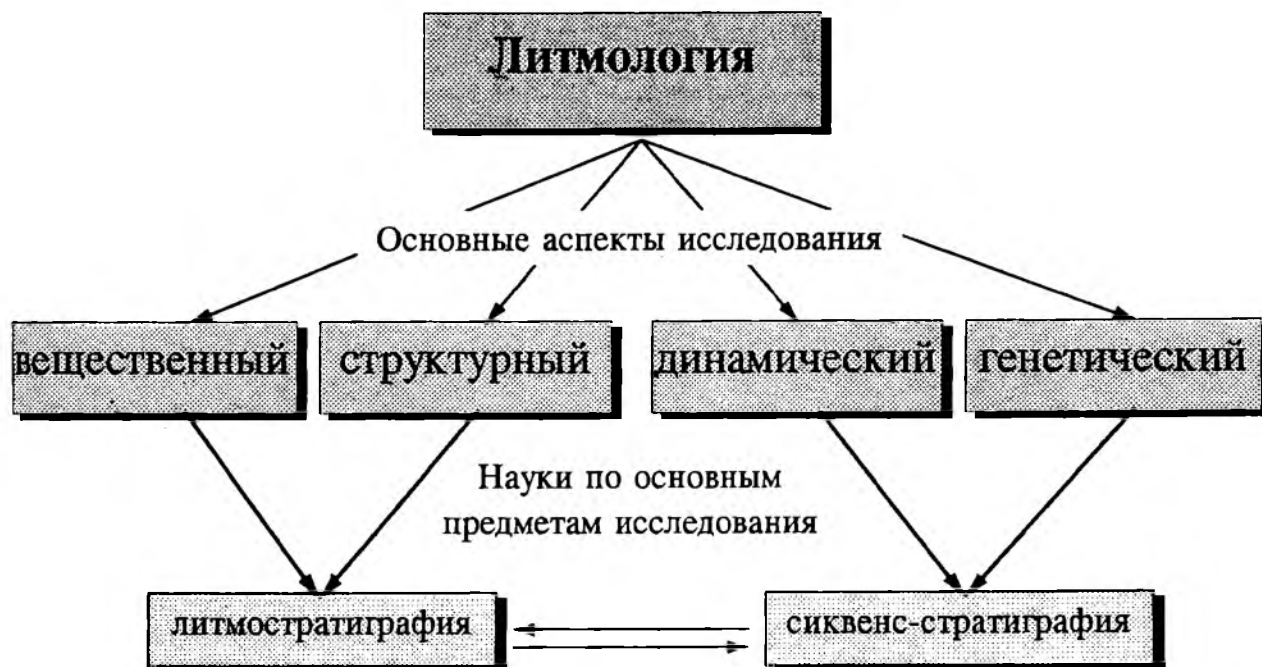 Литмология
Основные аспекты исследования
вещественный структурный динамический генетический
Науки по основным
предметам исследования
литмостратиграфия сиквенс-стратиграфия